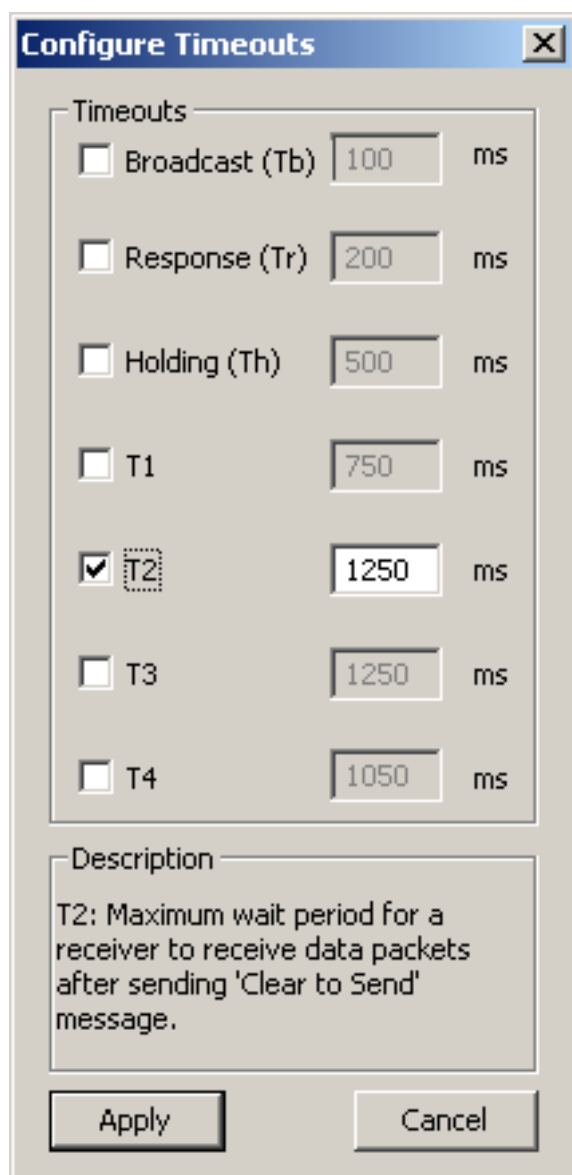 Configure Timeouts
Timeouts
Broadcast (Tb) 100 ms
Response (Tr) 200 ms
Holding (Th) 500 ms
T1 750 ms
T2 1250 ms
T3 1250 ms
T4 1050 ms
Description
T2: Maximum wait period for a
receiver to receive data packets
after sending 'Clear to Send'
message.
Apply Cancel